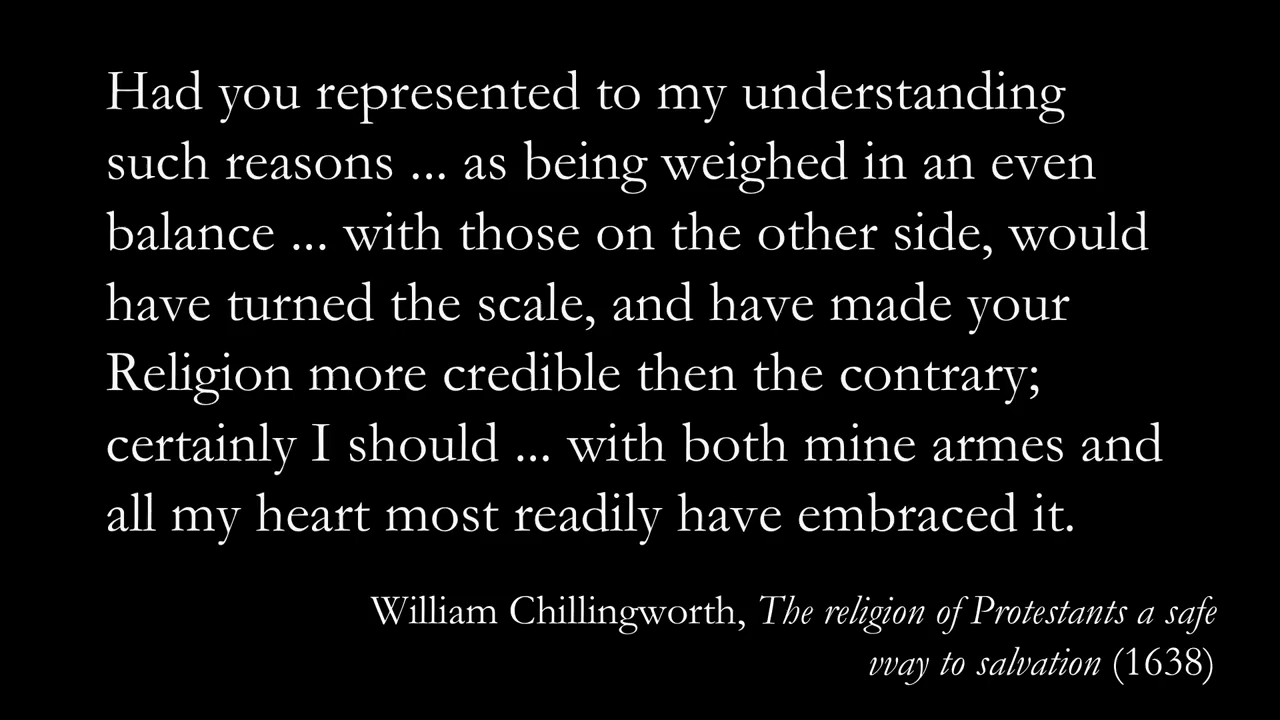 Had you represented to my understanding
such reasons ... as being weighed in an even
balance ... with those on the other side, would
have turned the scale, and have made your
Religion more credible then the contrary;
certainly I should ... with both mine armes and
all my heart most readily have embraced it.
William Chillingworth, The religion of Protestants a safe
vvay to salvation (1638)